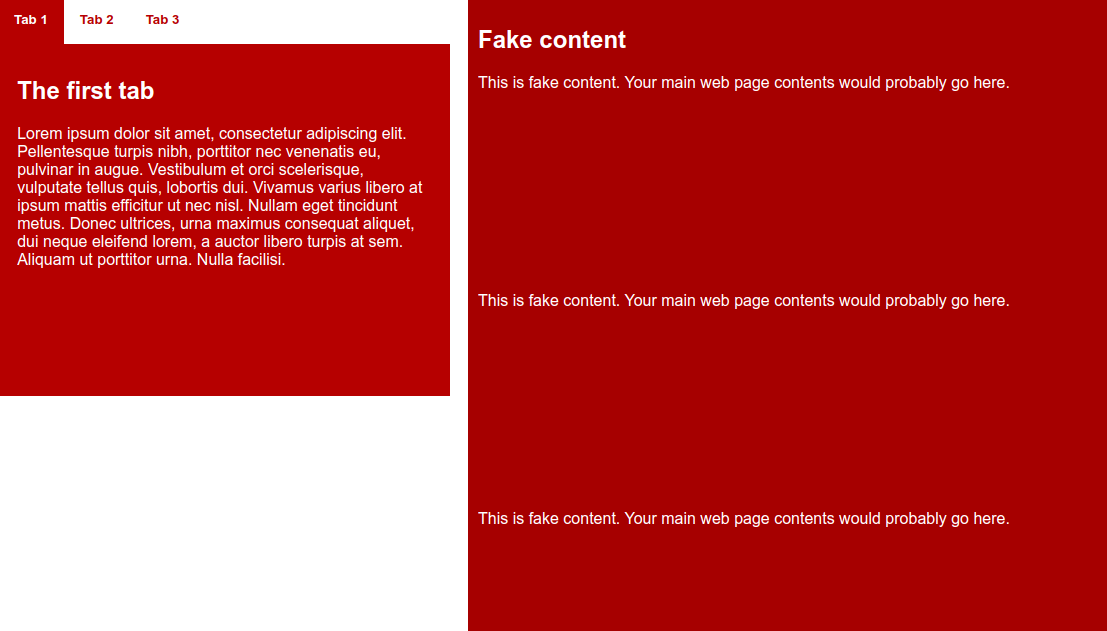 Tab 1 Tab 2 Tab 3
The first tab
Lorem ipsum dolor sit amet, consectetur adipiscing elit.
Pellentesque turpis nibh, porttitor nec venenatis eu,
pulvinar in augue. Vestibulum et orci scelerisque,
vulputate tellus quis, lobortis dui. Vivamus varius libero at
ipsum mattis efficitur ut nec nisl. Nullam eget tincidunt
metus. Donec ultrices, urna maximus consequat aliquet,
dui neque eleifend lorem, a auctor libero turpis at sem.
Aliquam ut porttitor urna. Nulla facilisi.
Fake content
This is fake content. Your main web page contents would probably go here.
This is fake content. Your main web page contents would probably go here.
This is fake content. Your main web page contents would probably go here.